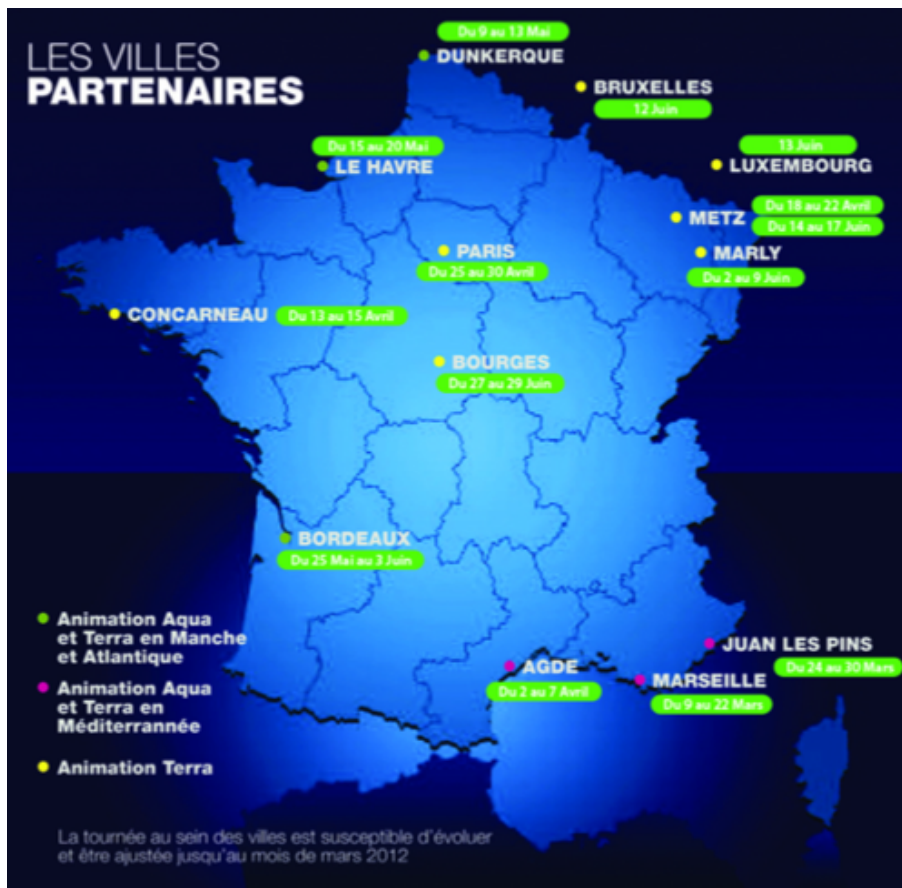 LES VILLES
PARTENAIRES
Du 9 au 13 Mai
DUNKERQUE
BRUXELLES
12 Juin
Du 15 au 20 Mai
LE HAVRE
13 Juin
LUXEMBOURG
METZ
Du 18 au 22 Avril
Du 14 au 17 Juin
PARIS
Du 25 au 30 Avril
MARLY
Du 2 au 9 Juin
CONCARNEAU
Du 13 au 15 Avril
BOURGES
Du 27 au 29 Juin
BORDEAUX
Du 25 Mai au 3 Juin
Animation Aqua
et Terra en Manche
et Atlantique
JUAN LES PINS
Du 24 au 30 Mars
AGDE
Du 2 au 7 Avril
MARSEILLE
Du 9 au 22 Mars
Animation Aqua
et Terra en
Méditerrannée
Animation Terra
La tournée au sein des villes est susceptible d'évoluer
et être ajustée jusqu'au mois de mars 2012